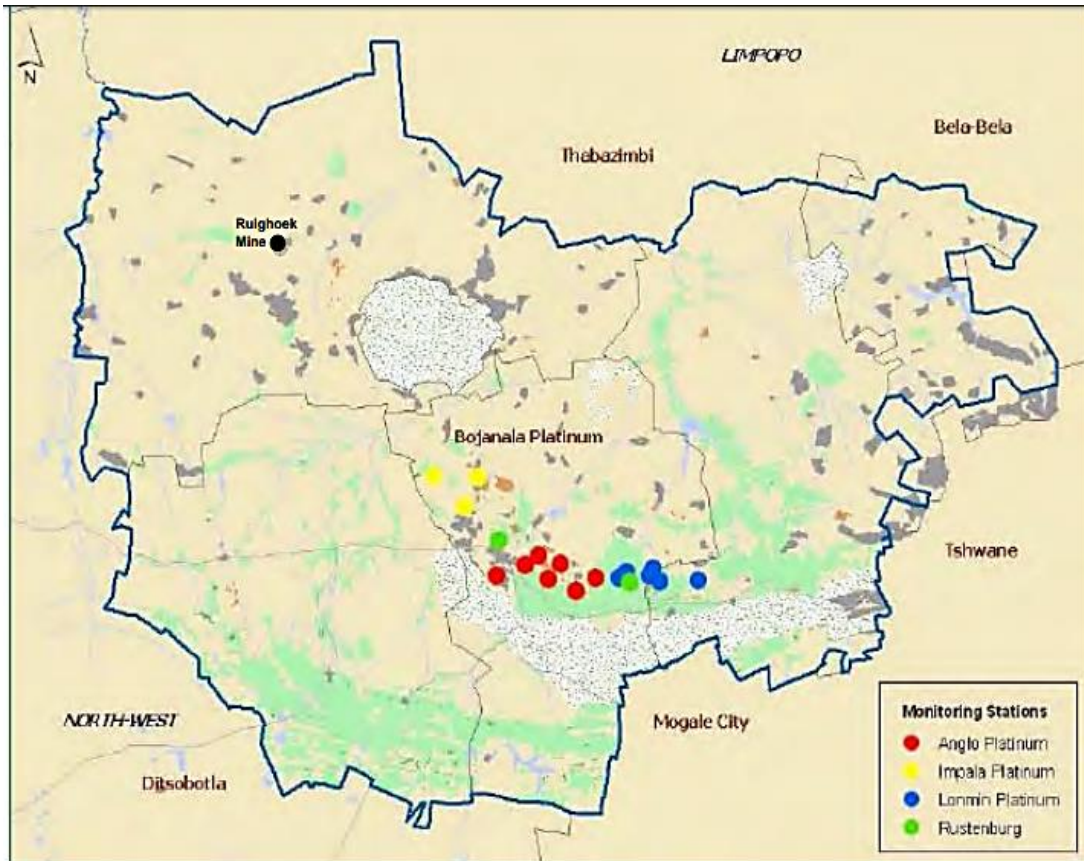 N
LIMPOPO
Bela-Bela
Thabazimbi
Ruighoek
Mine
Bojanala Platinum
Tshwane
NORTH-WEST
Mogale City
Ditsobotla
Monitoring Stations
Anglo Platinum
Impala Platinum
Lonmin Platinum
Rustenburg